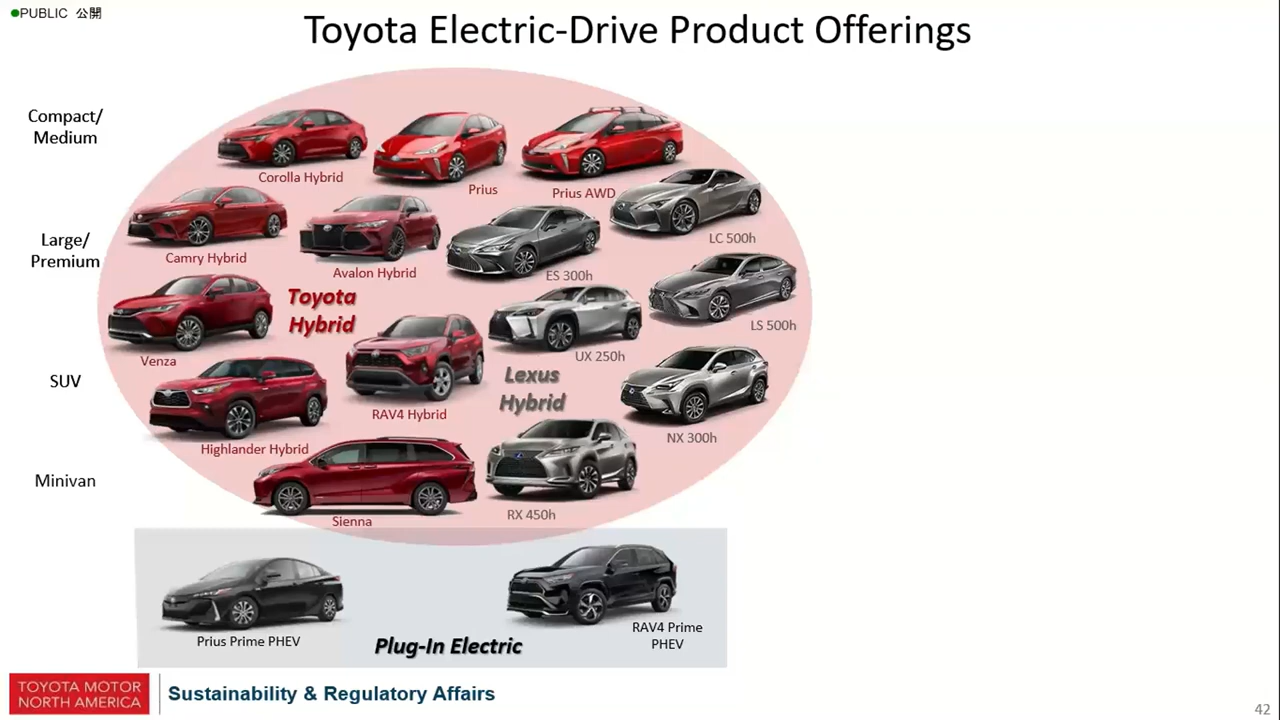 ●PUBLIC 公開
Toyota Electric-Drive Product Offerings
Compact/
Medium
Corolla Hybrid
Prius
Prius AWD
Large/
Premium
Camry Hybrid
Avalon Hybrid
ES 300h
LC 500h
Toyota
Hybrid
LS 500h
Venza
UX 250h
SUV
Lexus
Hybrid
RAV4 Hybrid
NX 300h
Highlander Hybrid
Minivan
RX 450h
Sienna
Prius Prime PHEV
Plug-In Electric
RAV4 Prime
PHEV
TOYOTA MOTOR
NORTH AMERICA
Sustainability & Regulatory Affairs
42